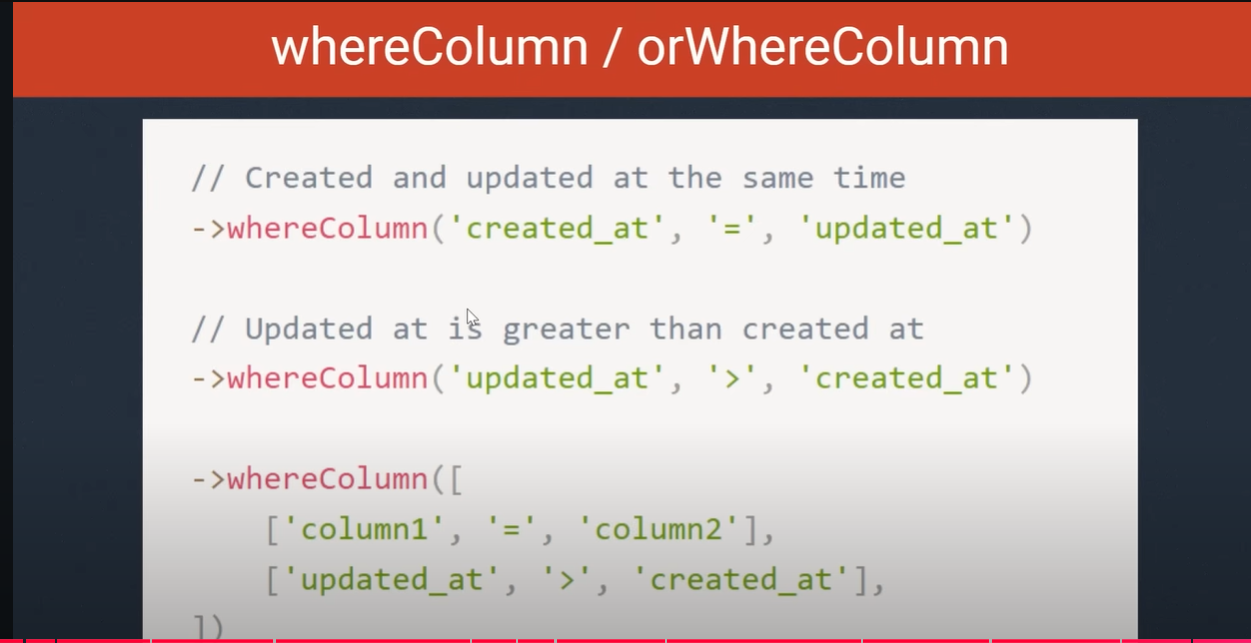 whereColumn / orWhereColumn
// Created and updated at the same time
->whereColumn('created_at', '=', 'updated_at')
// Updated at is greater than created at
->whereColumn('updated_at', '>', 'created_at')
->whereColumn([
['column1', '=', 'column2'],
['updated_at', '>', 'created_at'],
])